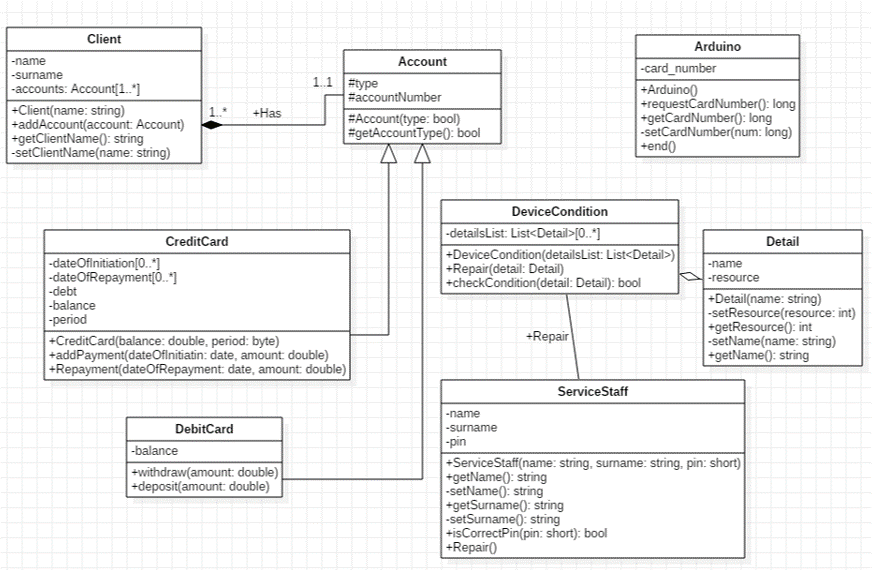 Client
-name
-surname
-accounts: Account[1..*]
+Client(name: string)
+addAccount(account: Account)
+getClientName(): string
-setClientName(name: string)
1..*
+Has
1..1
Account
#type
#accountNumber
#Account(type: bool)
#getAccountType(): bool
Arduino
-card_number
+Arduino()
+requestCardNumber(): long
+getCardNumber(): long
-setCardNumber(num: long)
+end()
CreditCard
-dateOfInitiation[0..*]
-dateOfRepayment[0..*]
-debt
-balance
-period
+CreditCard(balance: double, period: byte)
+addPayment(dateOfInitiatin: date, amount: double)
+Repayment(dateOfRepayment: date, amount: double)
DeviceCondition
-detailsList: List<Detail>[0..*]
+DeviceCondition(detailsList: List<Detail>)
+Repair(detail: Detail)
+checkCondition(detail: Detail): bool
Detail
-name
-resource
+Detail(name: string)
-setResource(resource: int)
+getResource(): int
-setName(name: string)
+getName(): string
+Repair
DebitCard
-balance
+withdraw(amount: double)
+deposit(amount: double)
ServiceStaff
-name
-surname
-pin
+ServiceStaff(name: string, surname: string, pin: short)
+getName(): string
-setName(): string
+getSurname(): string
-setSurname(): string
+isCorrectPin(pin: short): bool
+Repair()